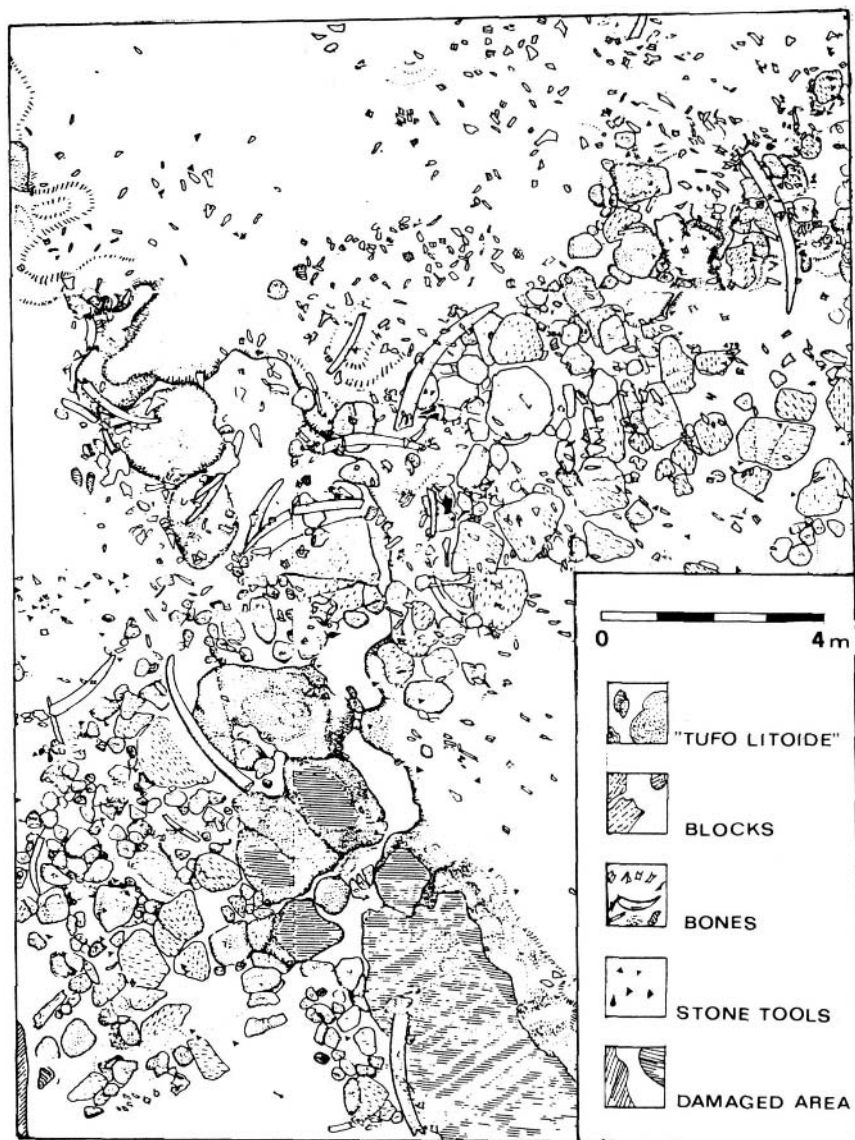 0 4 m
"TUFO LITOIDE"
BLOCKS
BONES
STONE TOOLS
DAMAGED AREA